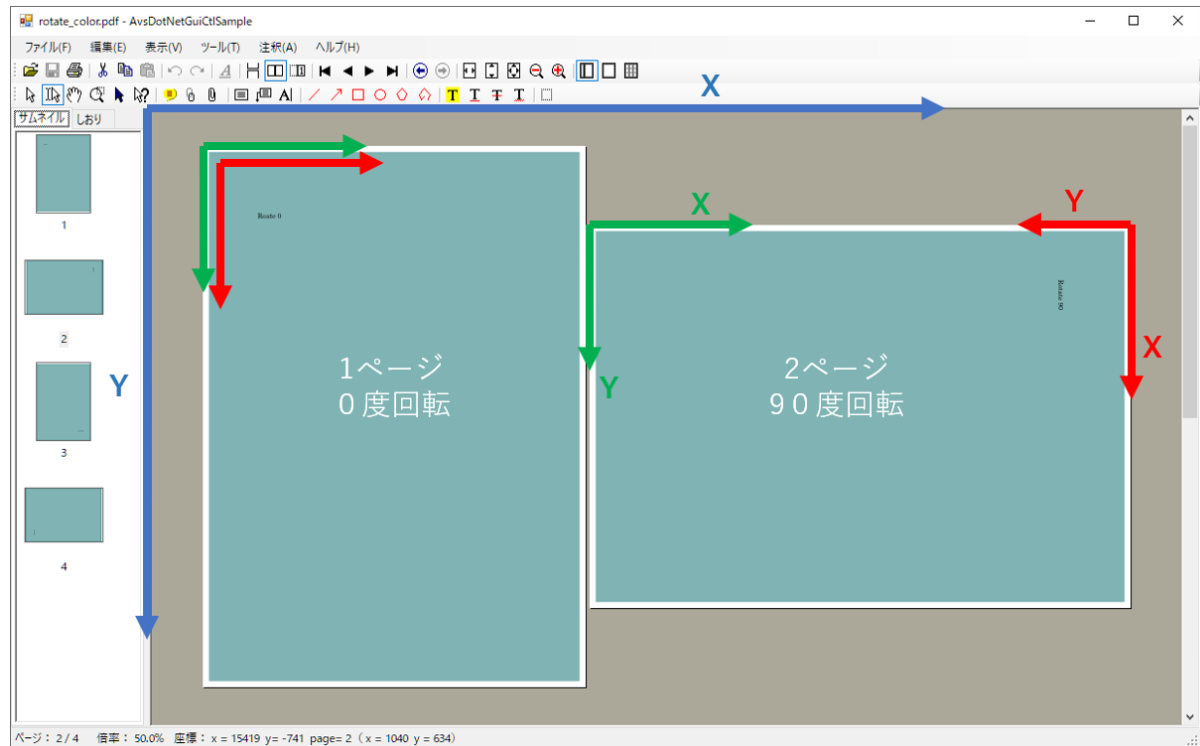 rotate_color.pdf - AvsDotNetGuiCtlSample
ファイル(F) 編集(E) 表示(V) ツール(T) 注釈(A) ヘルプ(H)
サムネイル しおり
X
Y
1
2
3
4
Rotate 0
1ページ
０度回転
X
Y
Y
X
Rotate 90
2ページ
９０度回転
ページ： 2 / 4 倍率： 50.0% 座標： x = 15419 y= -741 page= 2（ x = 1040 y = 634）